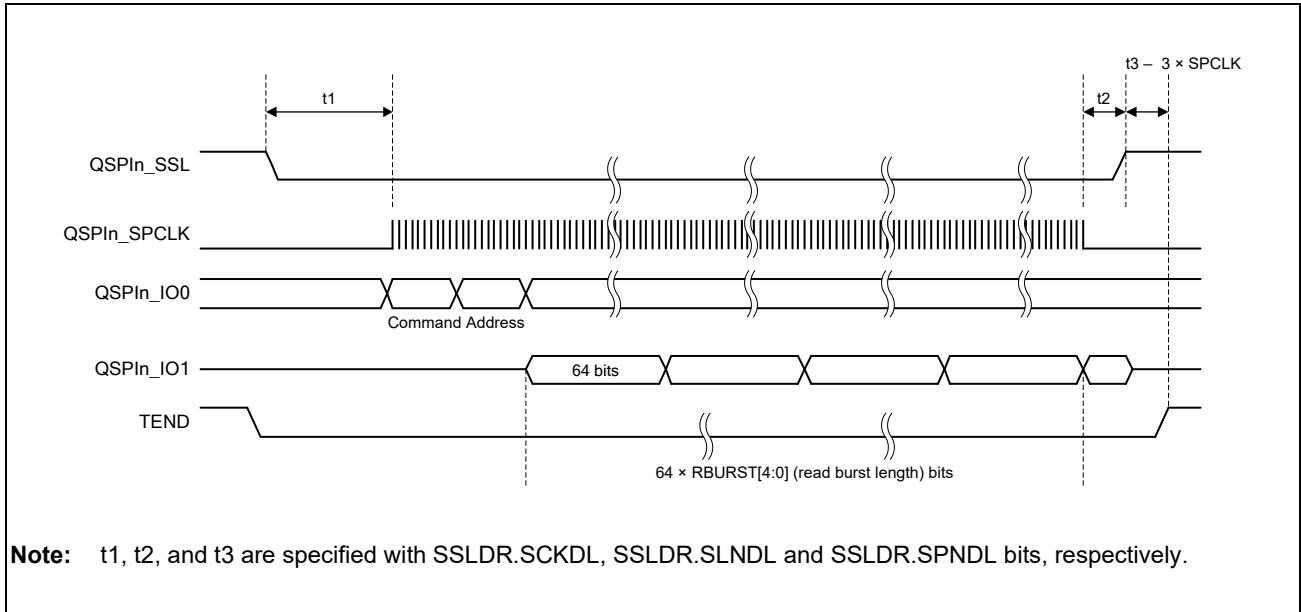 t3 – 3 × SPCLK
t1
t2
QSPIn_SSL
QSPIn_SPCLK
QSPIn_IO0
Command Address
QSPIn_IO1
64 bits
TEND
64 × RBURST[4:0] (read burst length) bits
Note: t1, t2, and t3 are specified with SSLDR.SCKDL, SSLDR.SLNDL and SSLDR.SPNDL bits, respectively.